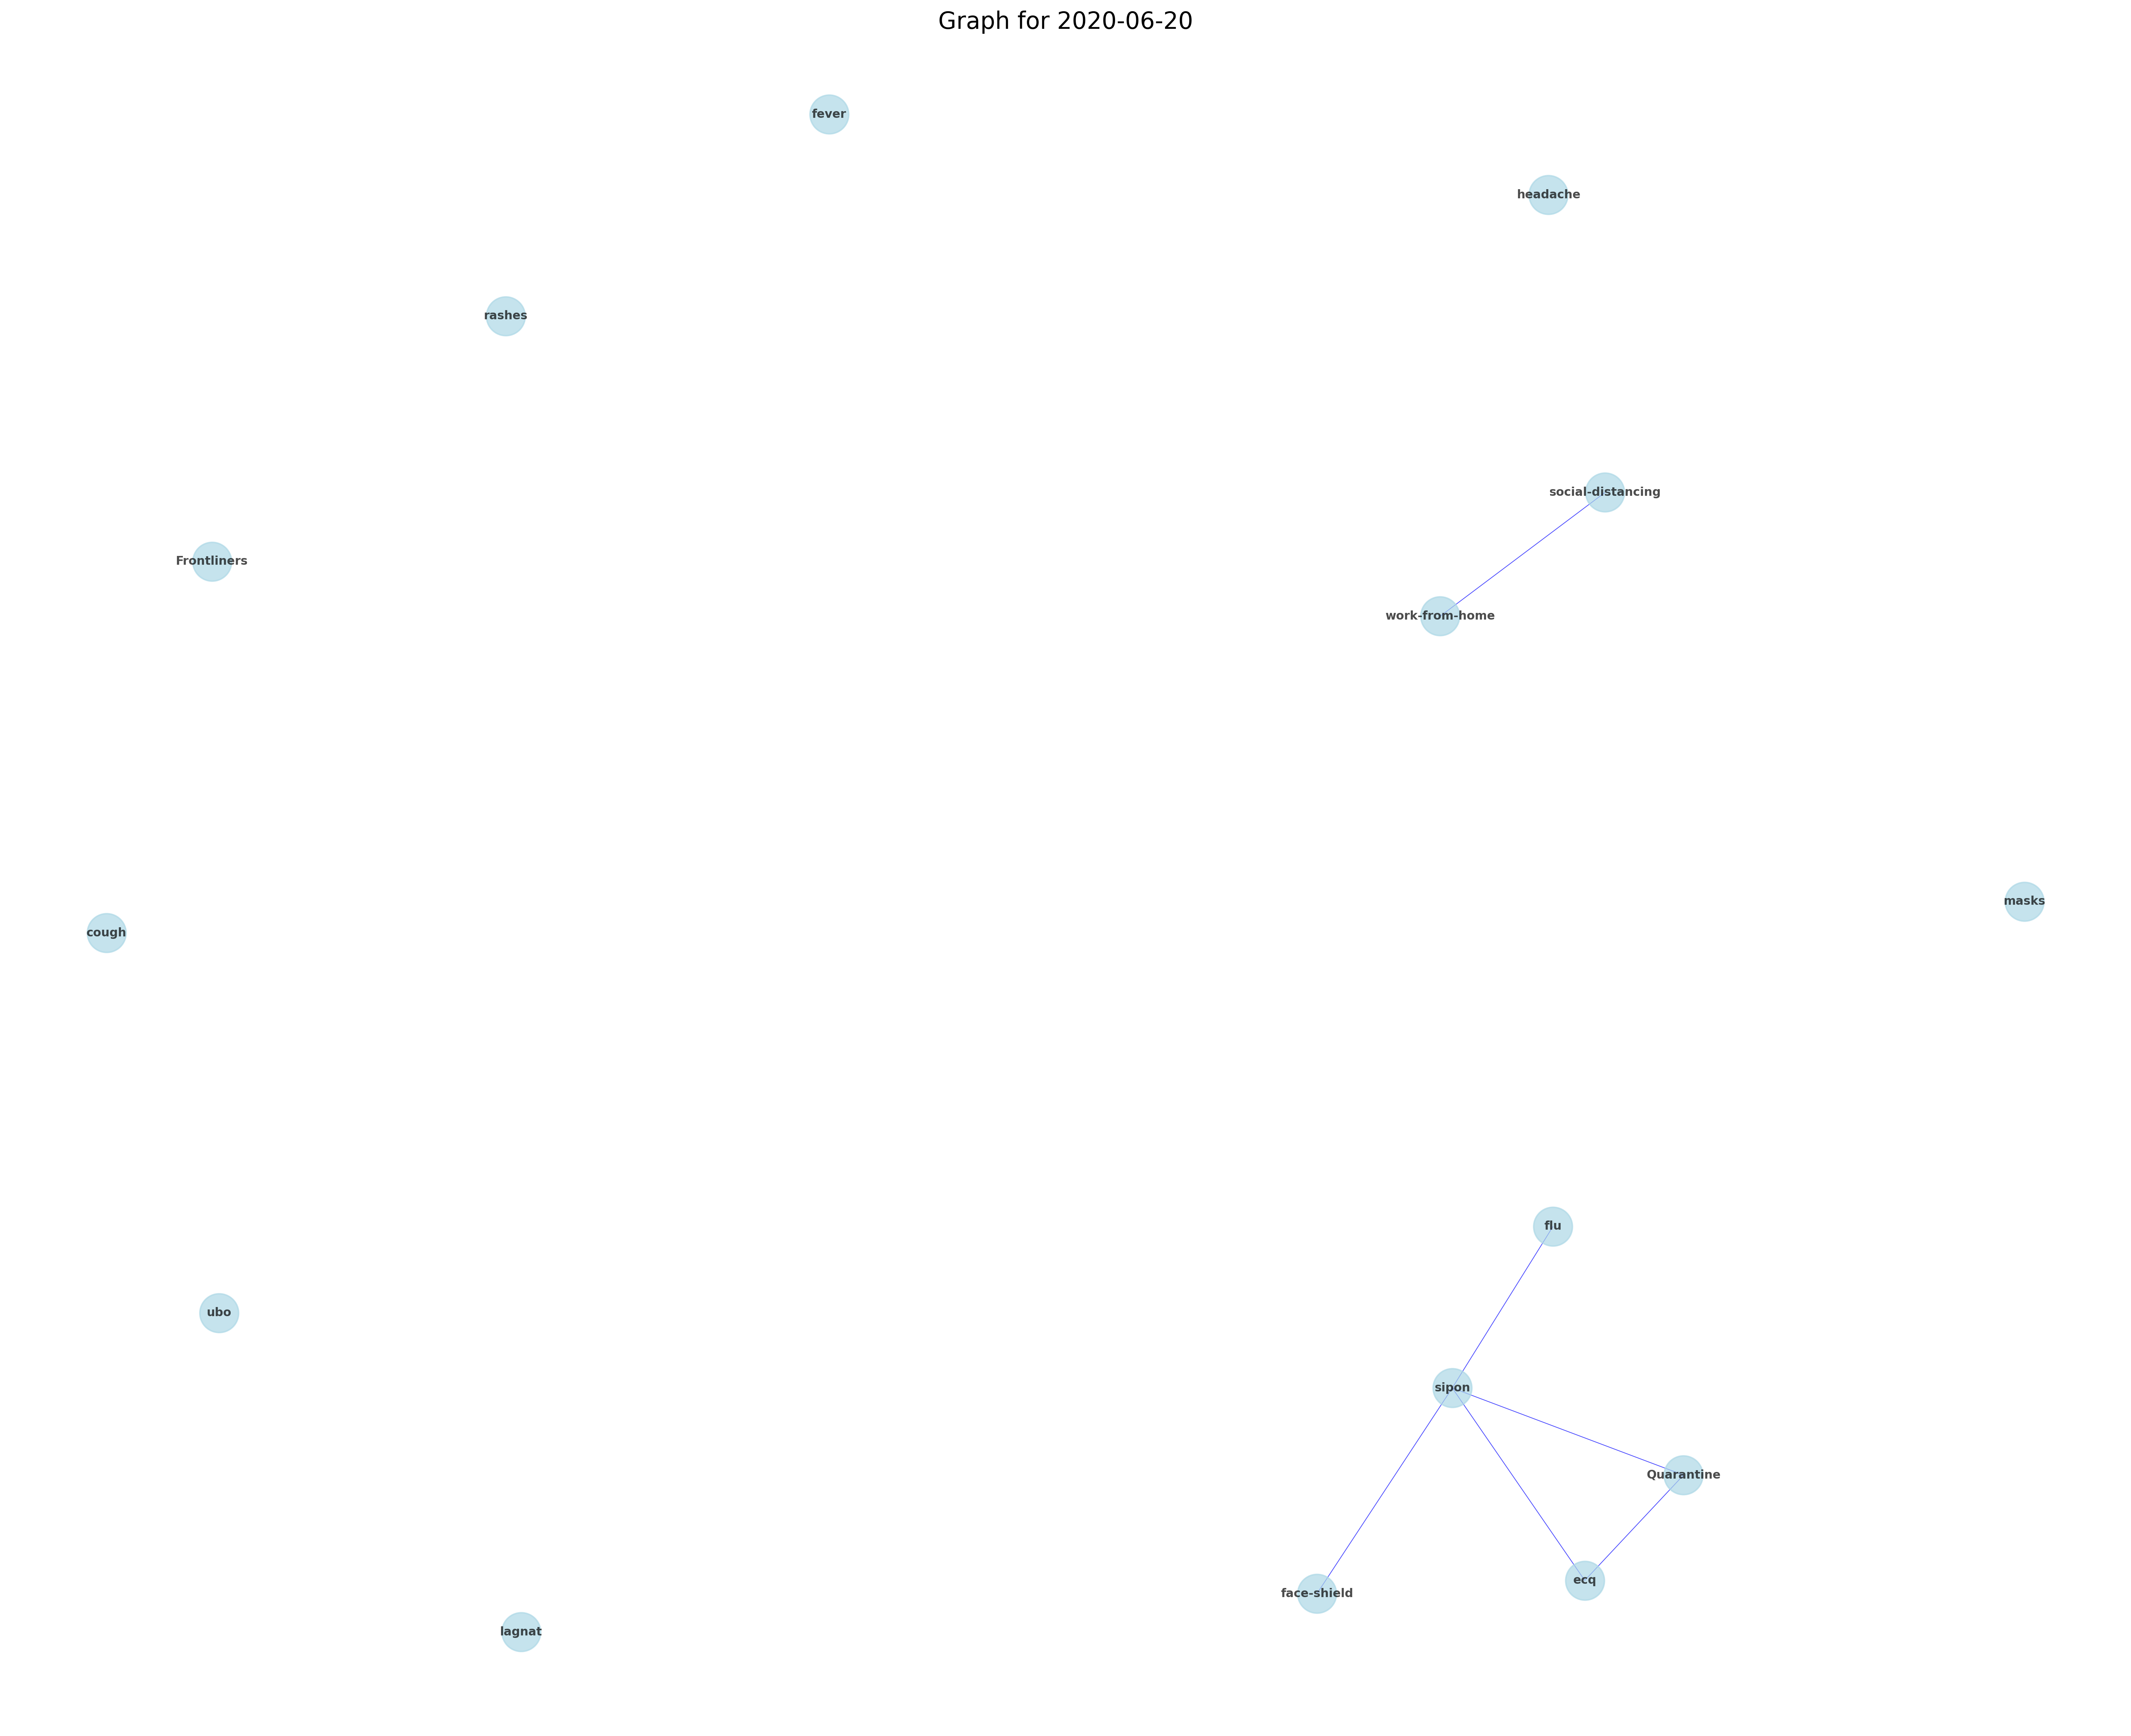 Graph for 2020-06-20
fever
headache
rashes
social-distancing
Frontliners
work-from-home
masks
cough
flu
ubo
sipon
Quarantine
ecq
face-shield
lagnat